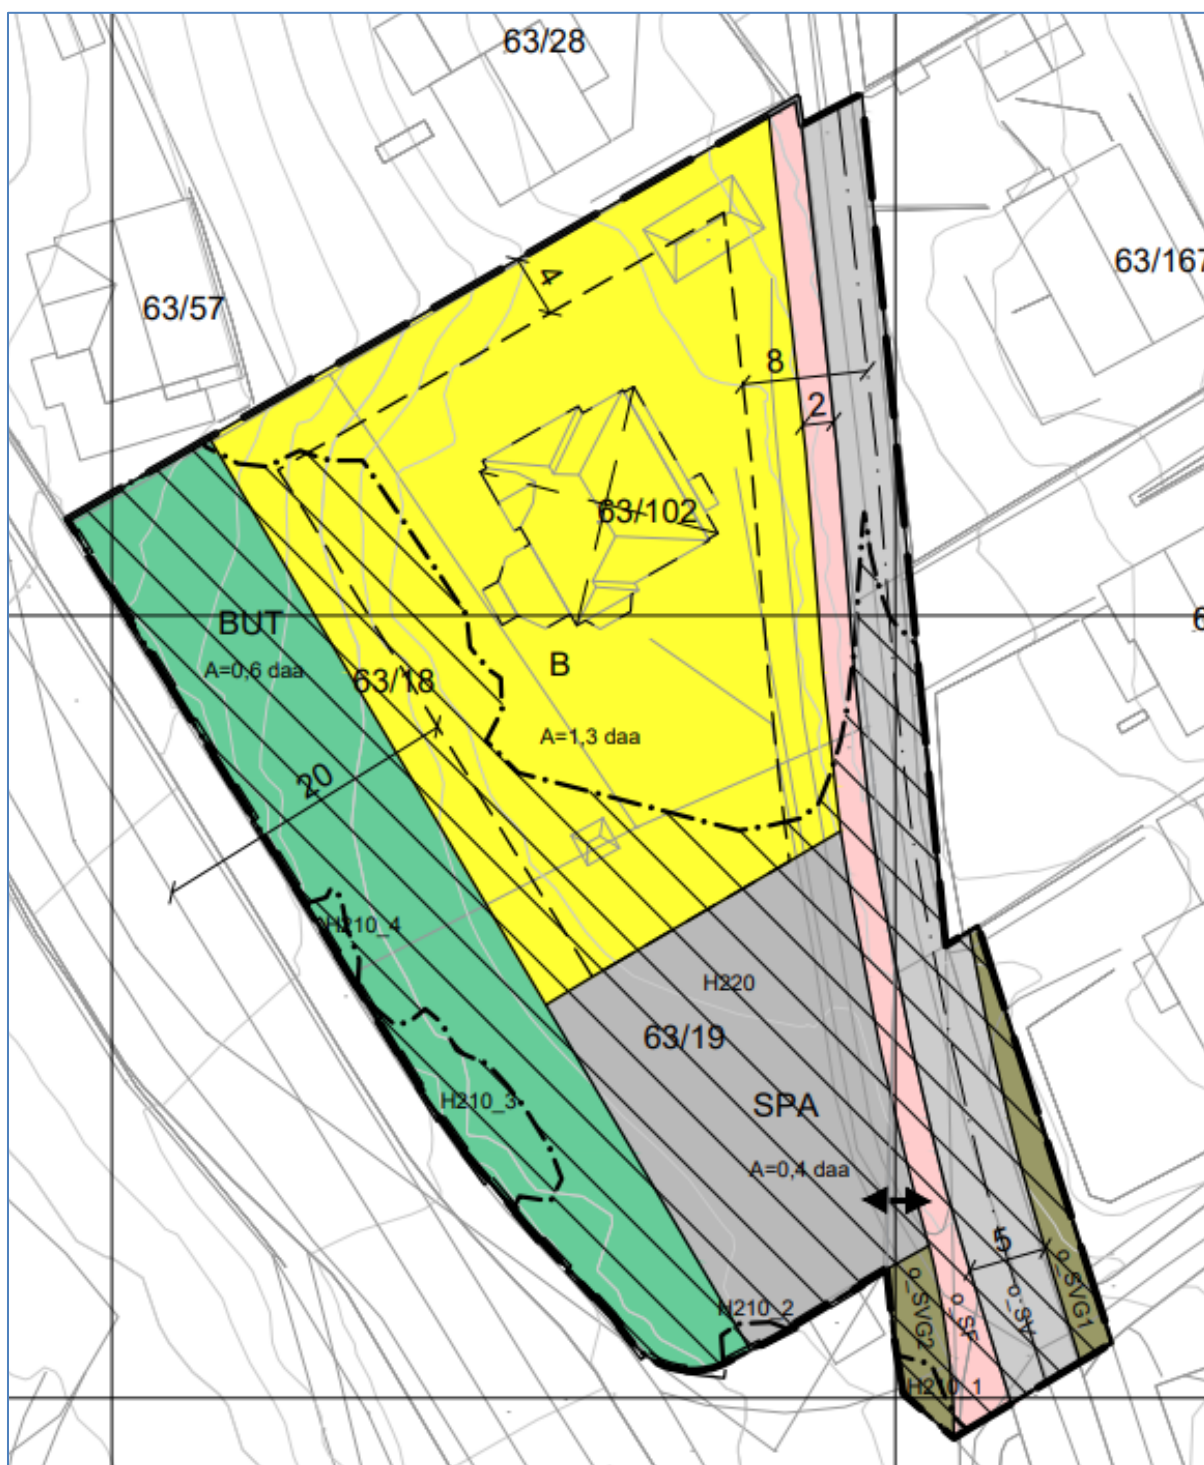 63/28
63/167
4
63/57
8
2
63/102
BUT
B
A=0,6 daa
63/18
A=1,3 daa
20
H210_4
H220
63/19
H210_3
SPA
A=0,4 daa
5
H210_2
o_SVG2
o_SF
o_SV
o_SVG1
H210_1